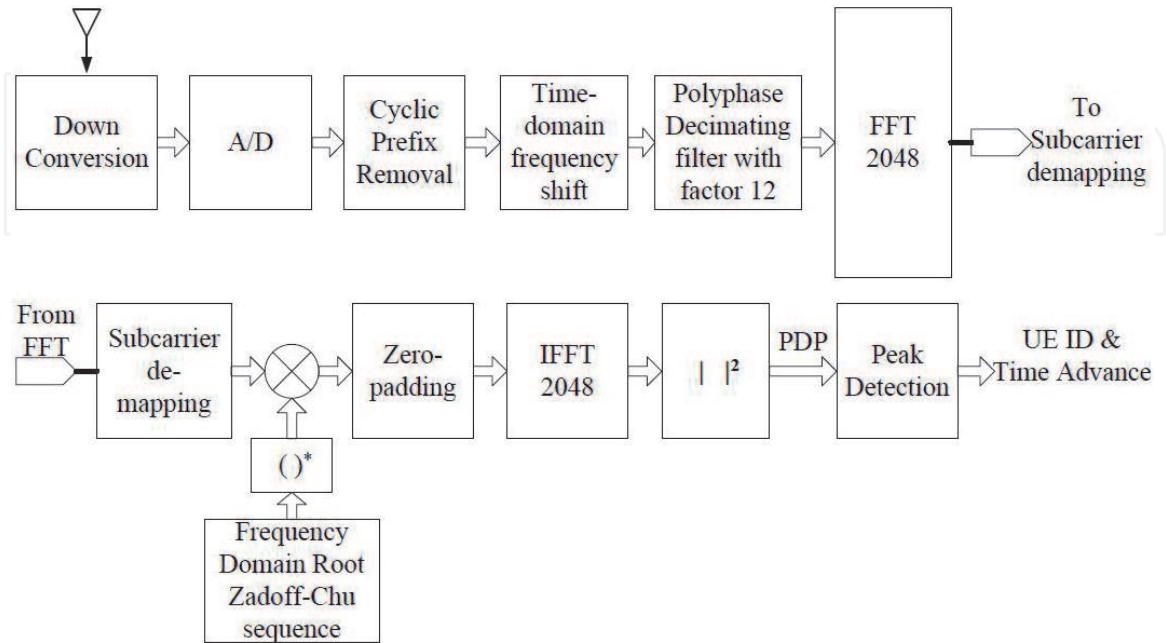 Down
Conversion
A/D
Cyclic
Prefix
Removal
Time-
domain
frequency
shift
Polyphase
Decimating
filter with
factor 12
FFT
2048
To
Subcarrier
demapping
From
FFT
Subcarrier
de-
mapping
Zero-
padding
IFFT
2048
| |²
PDP
Peak
Detection
UE ID &
Time Advance
( )*
Frequency
Domain Root
Zadoff-Chu
sequence